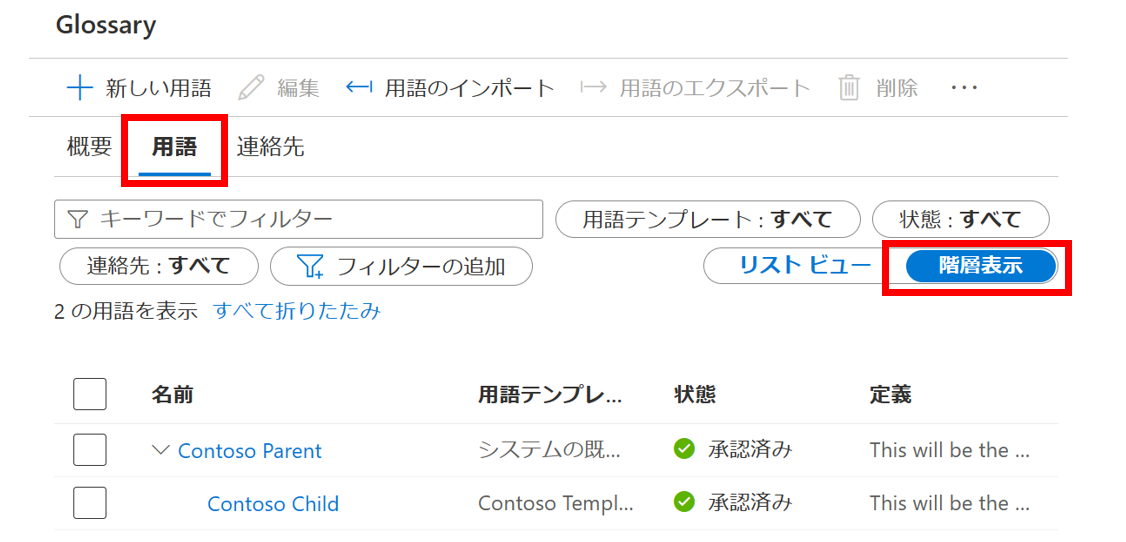 Glossary
新しい用語 編集 用語のインポート 用語のエクスポート 削除 ...
概要 用語 連絡先
キーワードでフィルター 用語テンプレート : すべて 状態 : すべて
連絡先 : すべて フィルターの追加 リスト ビュー 階層表示
2 の用語を表示 すべて折りたたみ
名前 用語テンプレ... 状態 定義
Contoso Parent システムの既... 承認済み This will be the ...
Contoso Child Contoso Templ... 承認済み This will be the ...